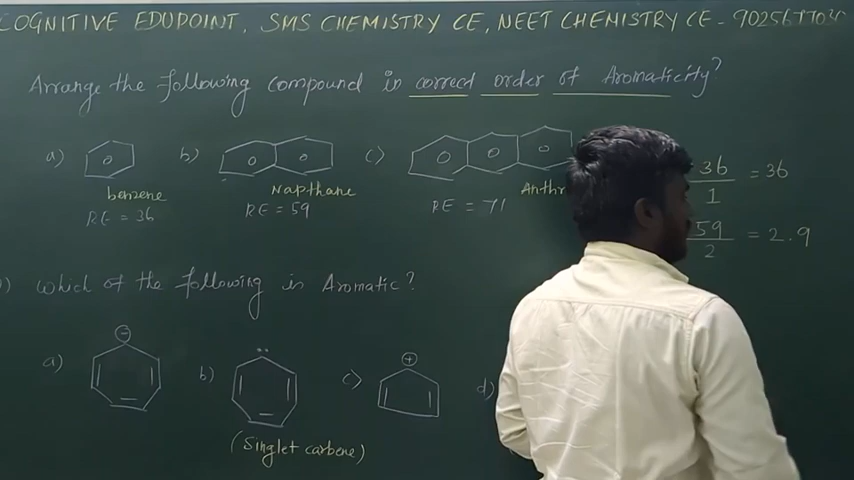 COGNITIVE EDUPOINT, SMS CHEMISTRY CE, NEET CHEMISTRY CE - 9025677030
Arrange the following compound in correct order of Aromaticity?
a) b) c)
benzene Napthane Anthr
RE = 36 RE = 59 RE = 71
36/1 = 36
59/2 = 2.9
) which of the following is Aromatic?
a) ⊖ b) .. c) ⊕ d)
(Singlet carbene)